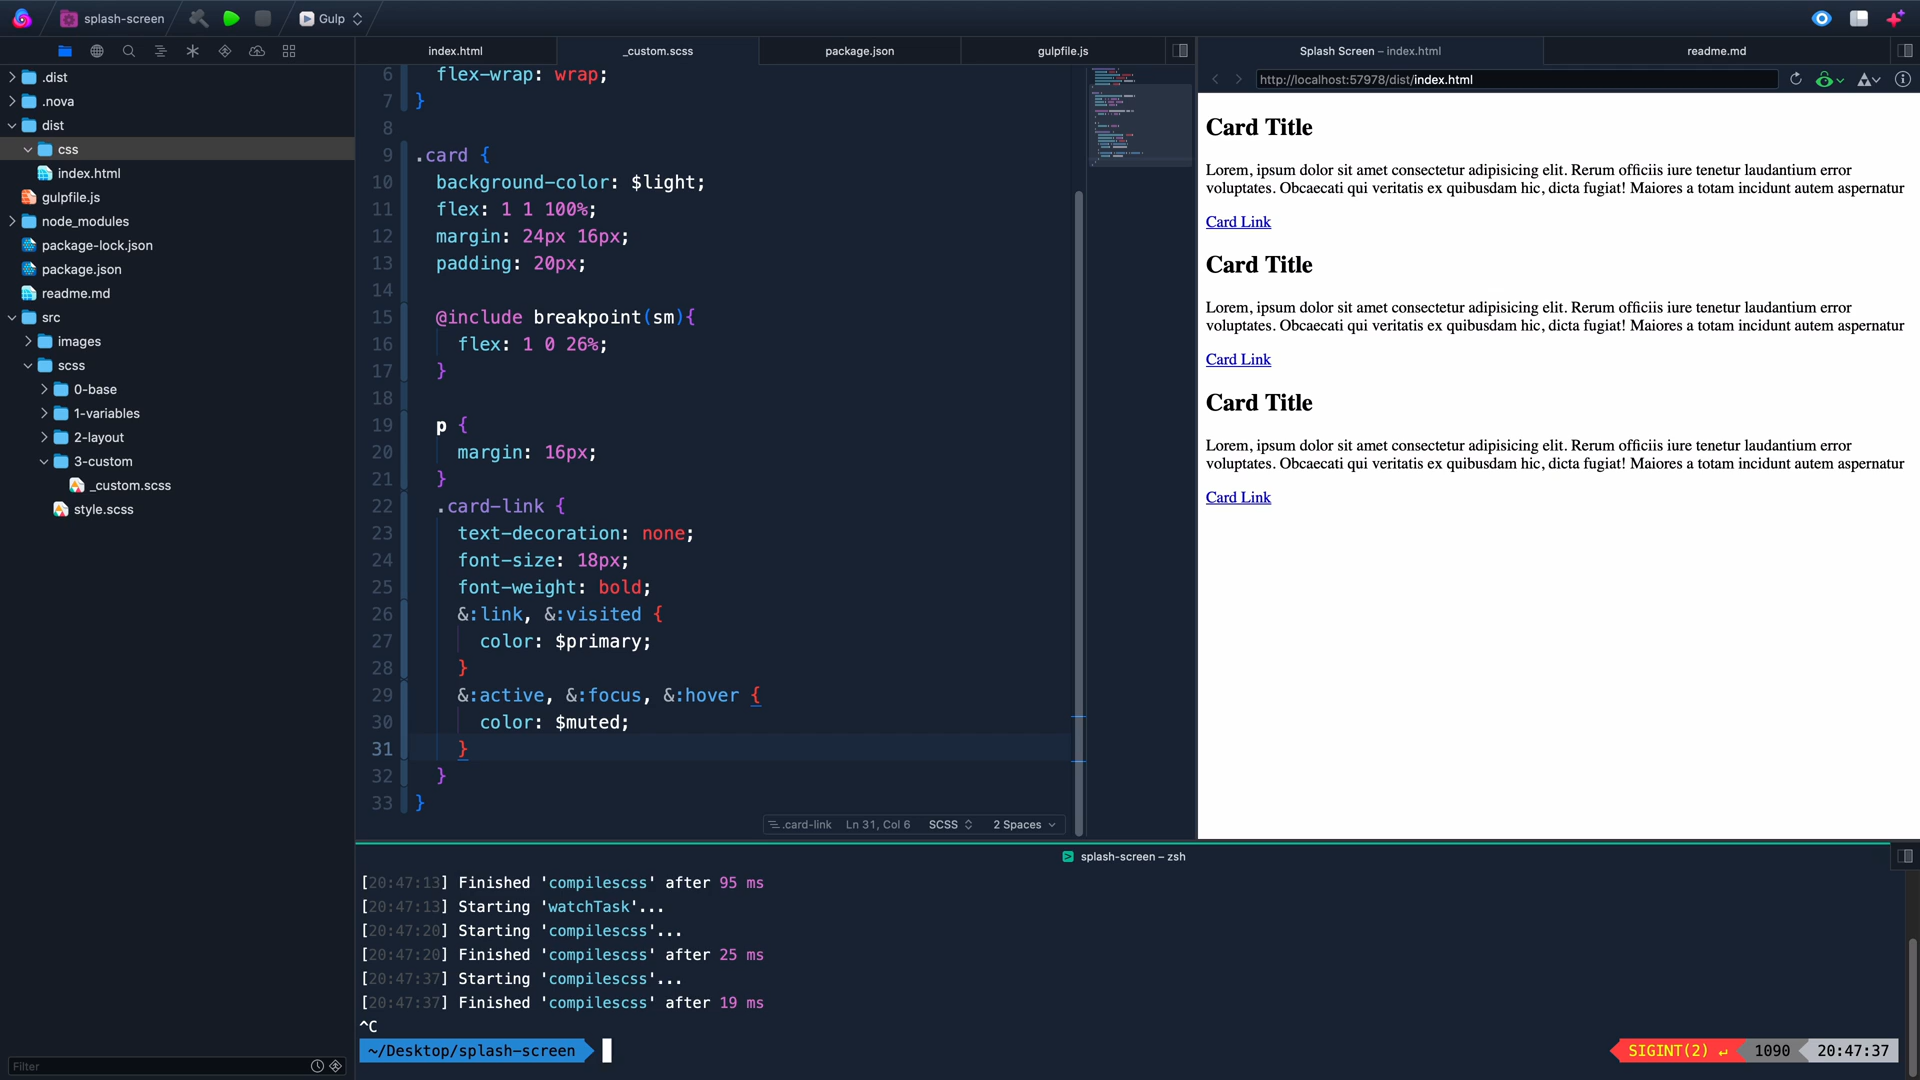 splash-screen
Gulp
.dist
.nova
dist
css
index.html
gulpfile.js
node_modules
package-lock.json
package.json
readme.md
src
images
scss
0-base
1-variables
2-layout
3-custom
_custom.scss
style.scss
Filter
index.html
_custom.scss
package.json
gulpfile.js
6 flex-wrap: wrap;
7 }
8
9 .card {
10 background-color: $light;
11 flex: 1 1 100%;
12 margin: 24px 16px;
13 padding: 20px;
14
15 @include breakpoint(sm){
16 flex: 1 0 26%;
17 }
18
19 p {
20 margin: 16px;
21 }
22 .card-link {
23 text-decoration: none;
24 font-size: 18px;
25 font-weight: bold;
26 &:link, &:visited {
27 color: $primary;
28 }
29 &:active, &:focus, &:hover {
30 color: $muted;
31 }
32 }
33 }
.card-link Ln 31, Col 6 SCSS 2 Spaces
Splash Screen – index.html
readme.md
http://localhost:57978/dist/index.html
Card Title
Lorem, ipsum dolor sit amet consectetur adipisicing elit. Rerum officiis iure tenetur laudantium error
voluptates. Obcaecati qui veritatis ex quibusdam hic, dicta fugiat! Maiores a totam incidunt autem aspernatur
Card Link
Card Title
Lorem, ipsum dolor sit amet consectetur adipisicing elit. Rerum officiis iure tenetur laudantium error
voluptates. Obcaecati qui veritatis ex quibusdam hic, dicta fugiat! Maiores a totam incidunt autem aspernatur
Card Link
Card Title
Lorem, ipsum dolor sit amet consectetur adipisicing elit. Rerum officiis iure tenetur laudantium error
voluptates. Obcaecati qui veritatis ex quibusdam hic, dicta fugiat! Maiores a totam incidunt autem aspernatur
Card Link
splash-screen – zsh
[20:47:13] Finished 'compilescss' after 95 ms
[20:47:13] Starting 'watchTask'...
[20:47:20] Starting 'compilescss'...
[20:47:20] Finished 'compilescss' after 25 ms
[20:47:37] Starting 'compilescss'...
[20:47:37] Finished 'compilescss' after 19 ms
^C
~/Desktop/splash-screen
SIGINT(2) ↵ 1090 20:47:37